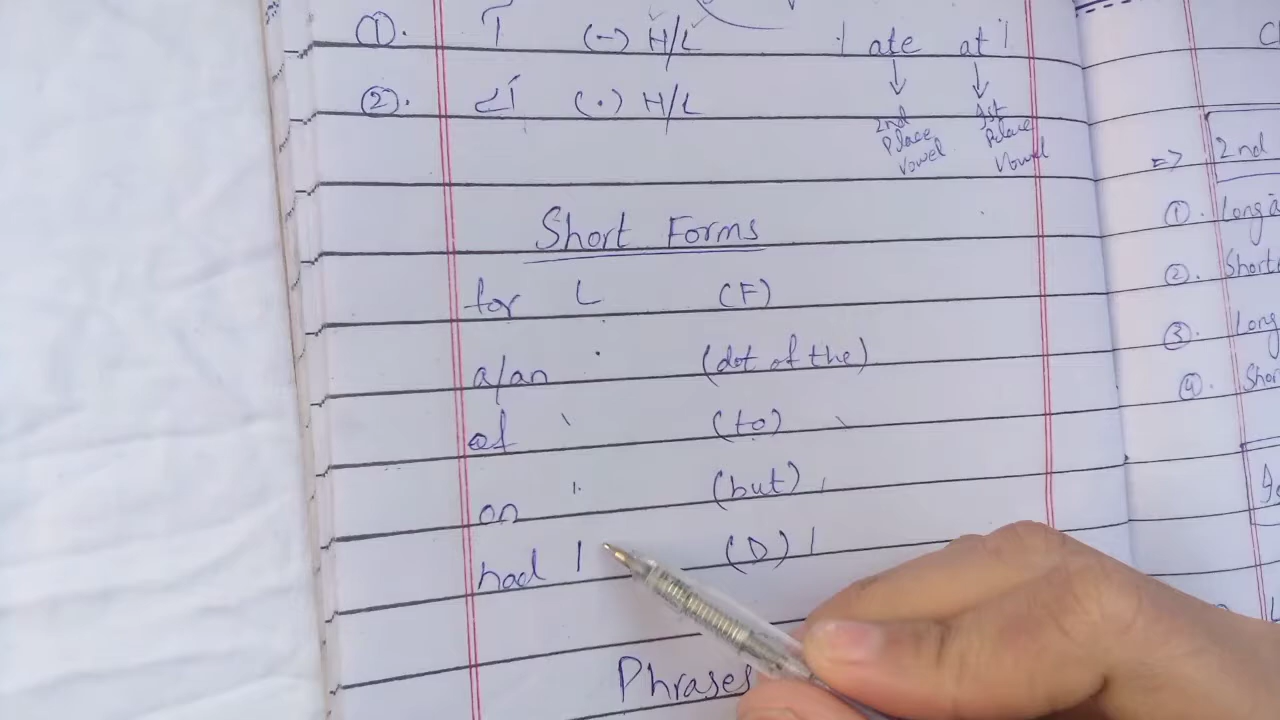 ①. (–) H/L | ate at |
②. (.) H/L 2nd Place Vowel 1st Place Vowel
Short Forms
for (F)
a/an (dot of the)
of (to)
on (but)
had | (D) |
Phrases
=> 2nd
①. Long a
②. Short
③. Long
④. Shor